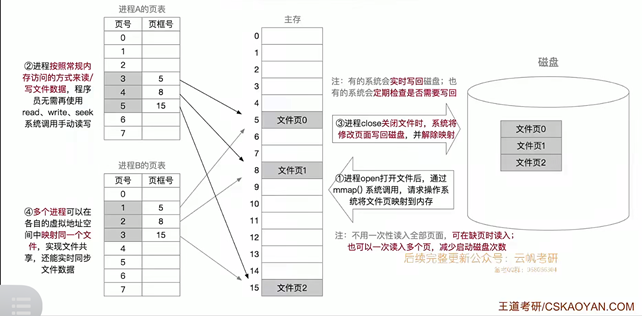 进程A的页表
页号 页框号
0
1
2
3 5
4 8
5 15
6
7
②进程按照常规内
存访问的方式来读/
写文件数据，程序
员无需再使用
read、write、seek
系统调用手动读写
进程B的页表
页号 页框号
0
1 5
2 8
3 15
4
5
6
7
④多个进程可以在
各自的虚拟地址空
间中映射同一个文
件，实现文件共
享，还能实时同步
文件数据
主存
0
1
2
3
4
5 文件页0
6
7
8 文件页1
9
10
11
12
13
14
15 文件页2
注：有的系统会实时写回磁盘；也
有的系统会定期检查是否需要写回
③进程close关闭文件时，系统将
修改页面写回磁盘，并解除映射
①进程open打开文件后，通过
mmap() 系统调用，请求操作系
统将文件页映射到内存
注：不用一次性读入全部页面，可在缺页时读入；
也可以一次读入多个页，减少启动磁盘次数
磁盘
文件页0
文件页1
文件页2
后续完整更新公众号：云帆考研
王道考研/CSKAOYAN.COM